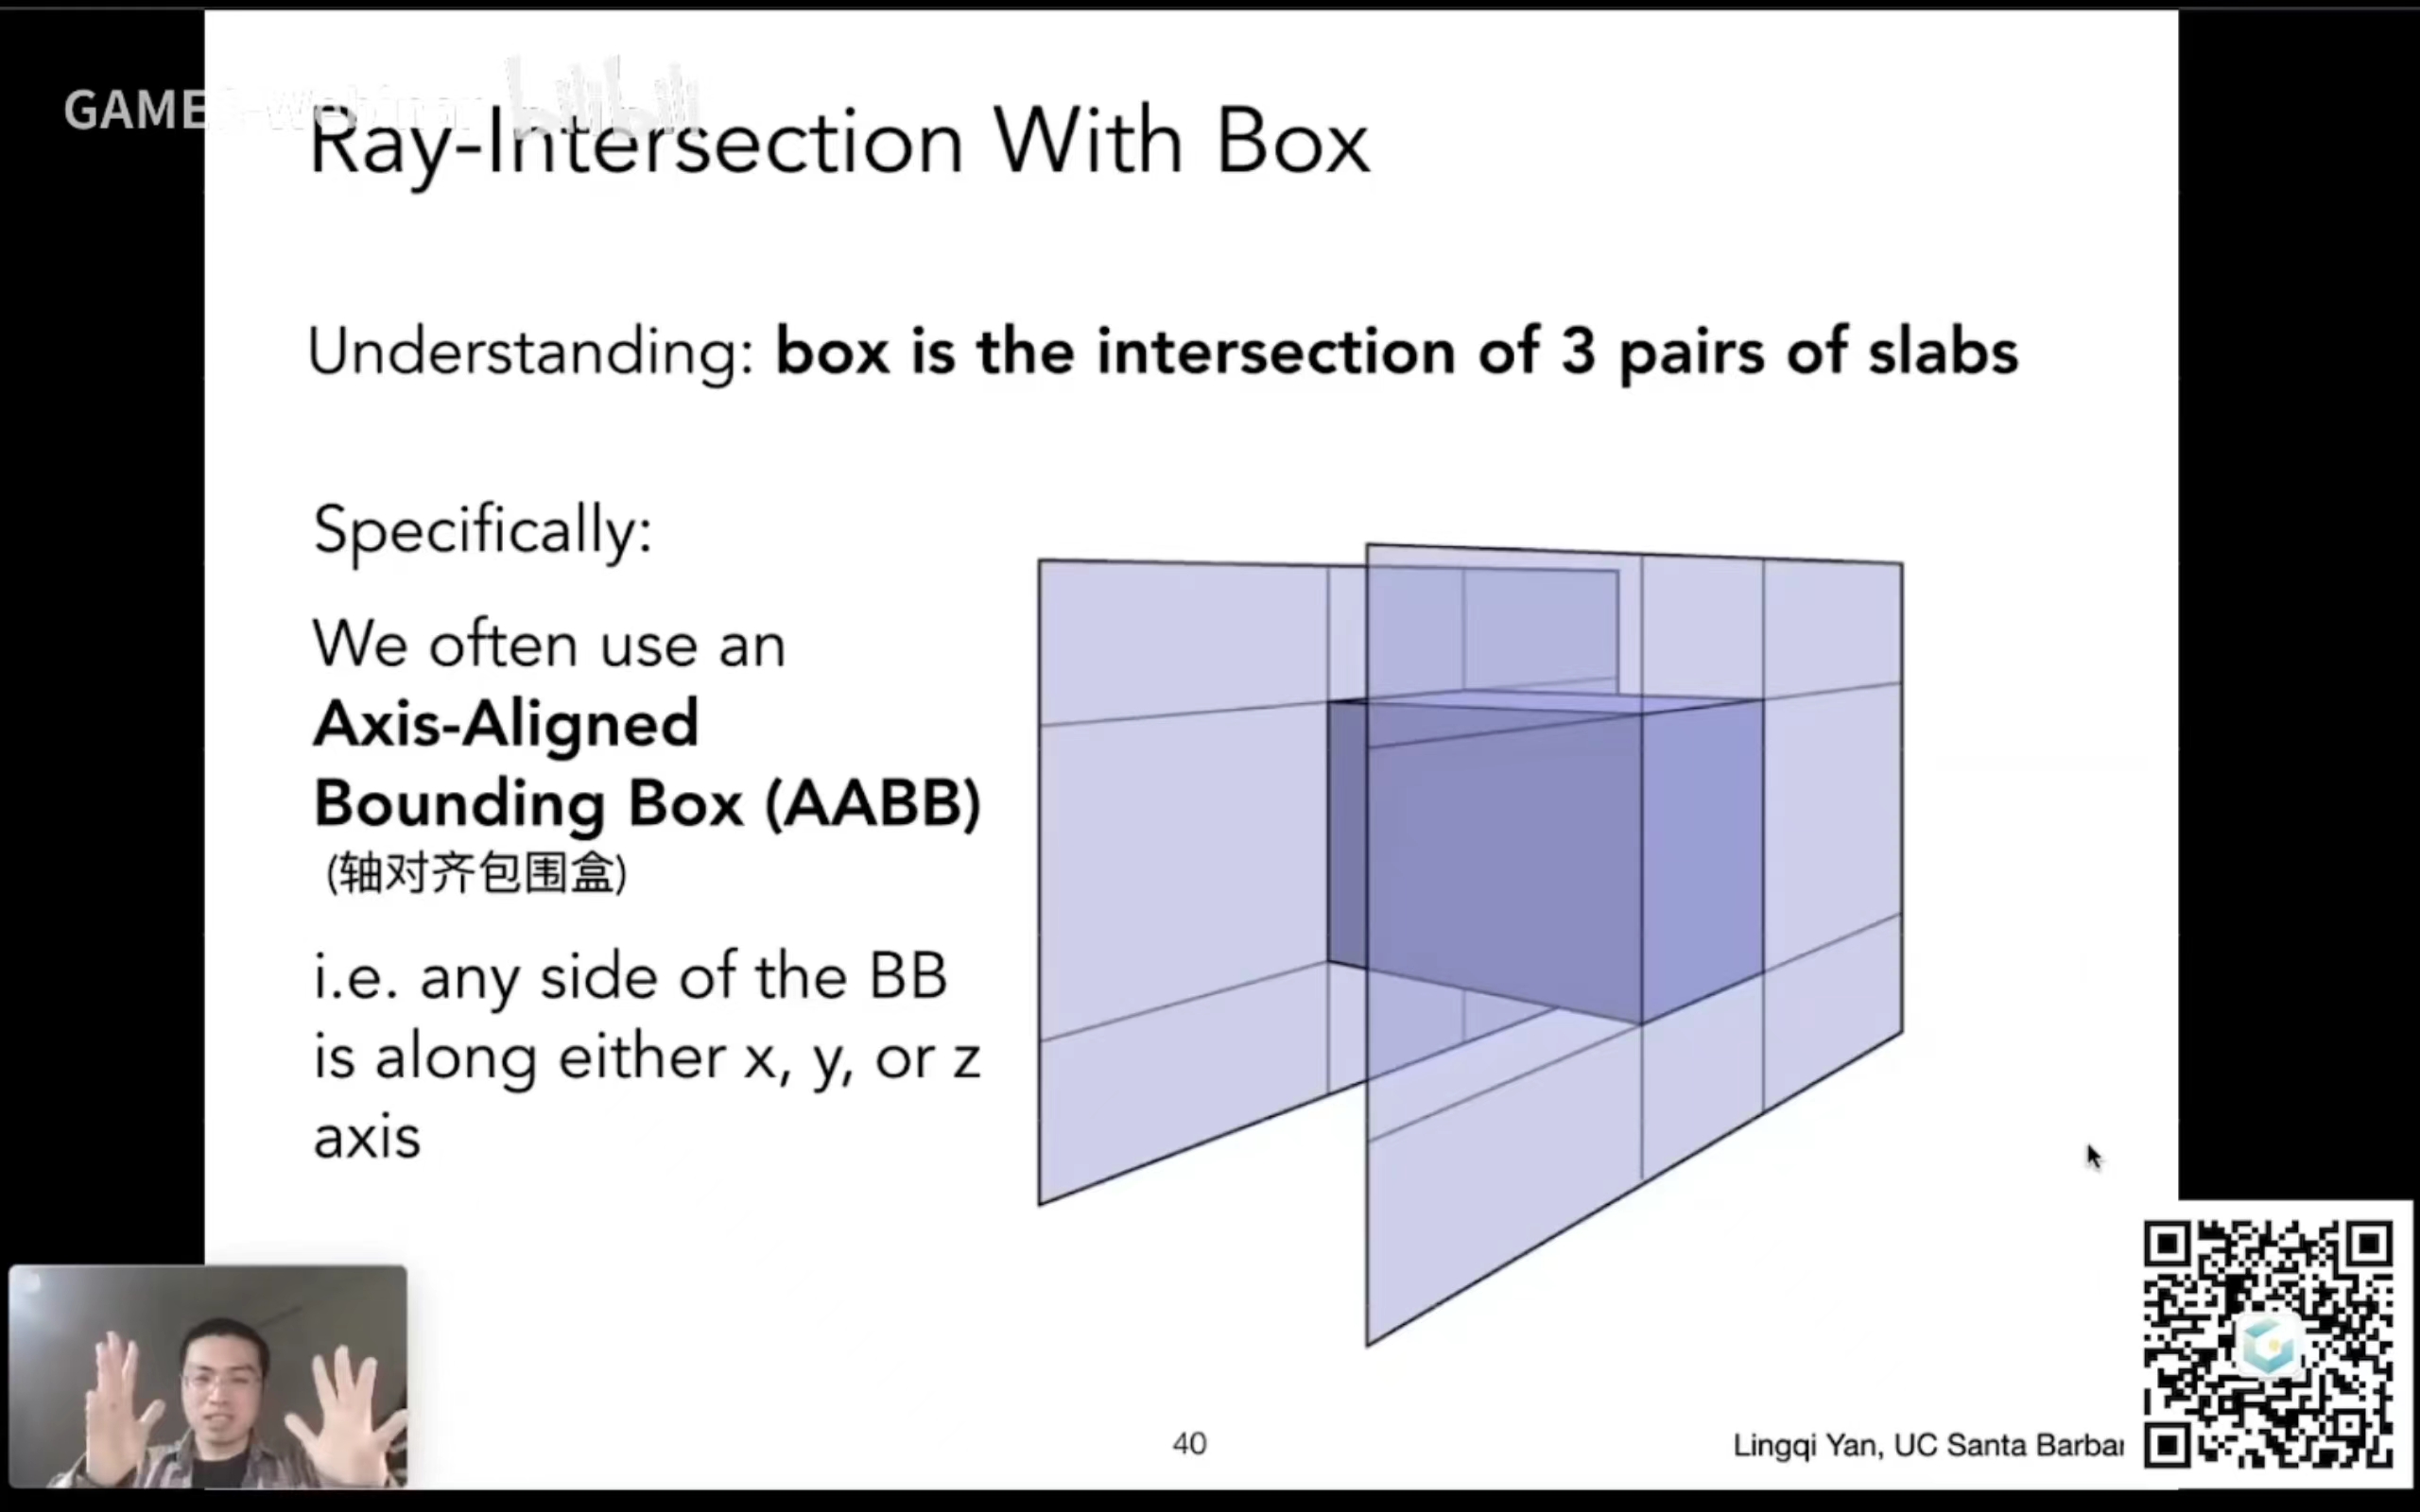 GAMES-Webinar bilibili
Ray-Intersection With Box
Understanding: box is the intersection of 3 pairs of slabs
Specifically:
We often use an
Axis-Aligned
Bounding Box (AABB)
(轴对齐包围盒)
i.e. any side of the BB
is along either x, y, or z
axis
40
Lingqi Yan, UC Santa Barbar